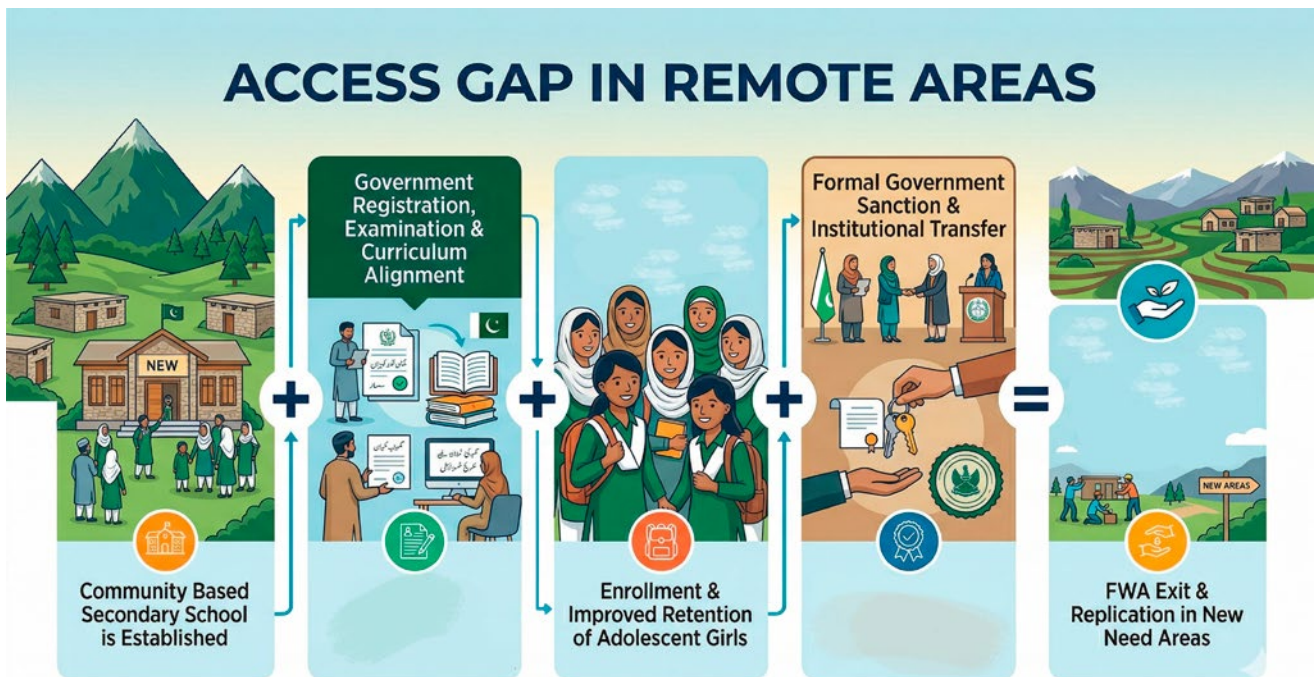 ACCESS GAP IN REMOTE AREAS
NEW
Community Based
Secondary School
is Established
Government
Registration,
Examination &
Curriculum
Alignment
Enrollment &
Improved Retention
of Adolescent Girls
Formal Government
Sanction &
Institutional Transfer
NEW AREAS
FWA Exit &
Replication in New
Need Areas
+
+
+
=